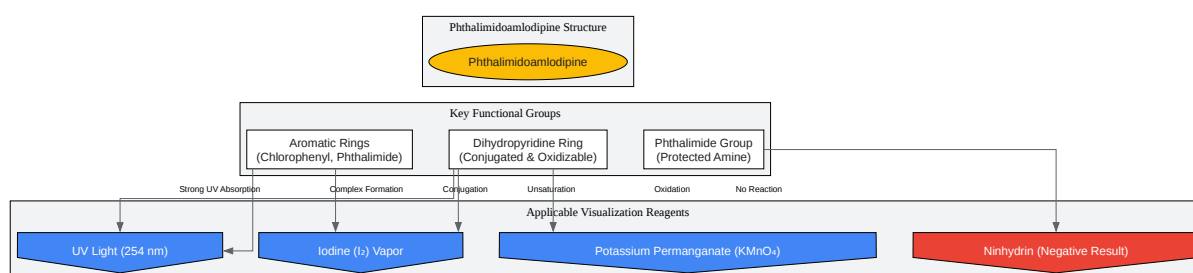 Phthalimidoamlodipine Structure
Phthalimidoamlodipine
Key Functional Groups
Aromatic Rings
(Chlorophenyl, Phthalimide)
Dihydropyridine Ring
(Conjugated & Oxidizable)
Phthalimide Group
(Protected Amine)
Strong UV Absorption
Complex Formation
Conjugation
Unsaturation
Oxidation
No Reaction
Applicable Visualization Reagents
UV Light (254 nm)
Iodine (I₂) Vapor
Potassium Permanganate (KMnO₄)
Ninhydrin (Negative Result)